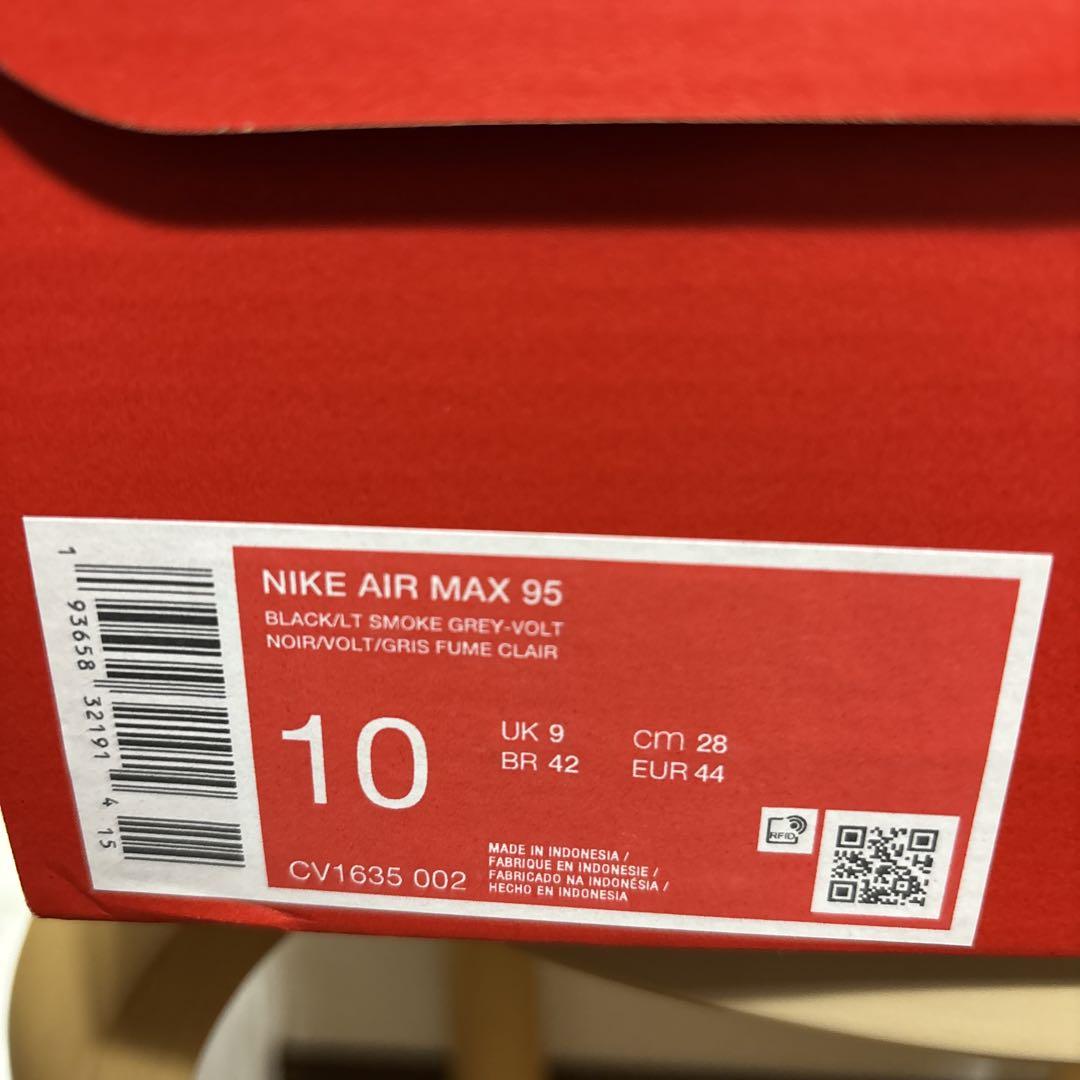 1 93658 32191 4 15
NIKE AIR MAX 95
BLACK/LT SMOKE GREY-VOLT
NOIR/VOLT/GRIS FUME CLAIR
10
UK 9
BR 42
cm 28
EUR 44
CV1635 002
MADE IN INDONESIA /
FABRIQUE EN INDONESIE /
FABRICADO NA INDONÉSIA /
HECHO EN INDONESIA
RFID